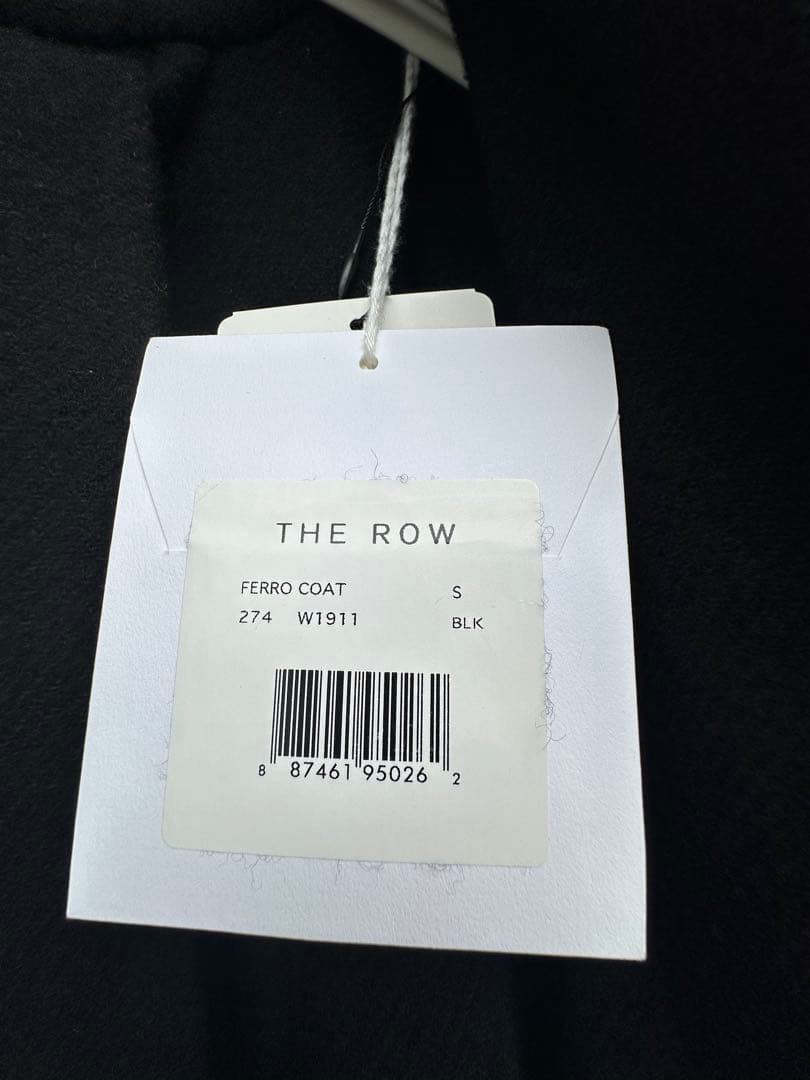 THE ROW
FERRO COAT S
274 W1911 BLK
8 87461 95026 2